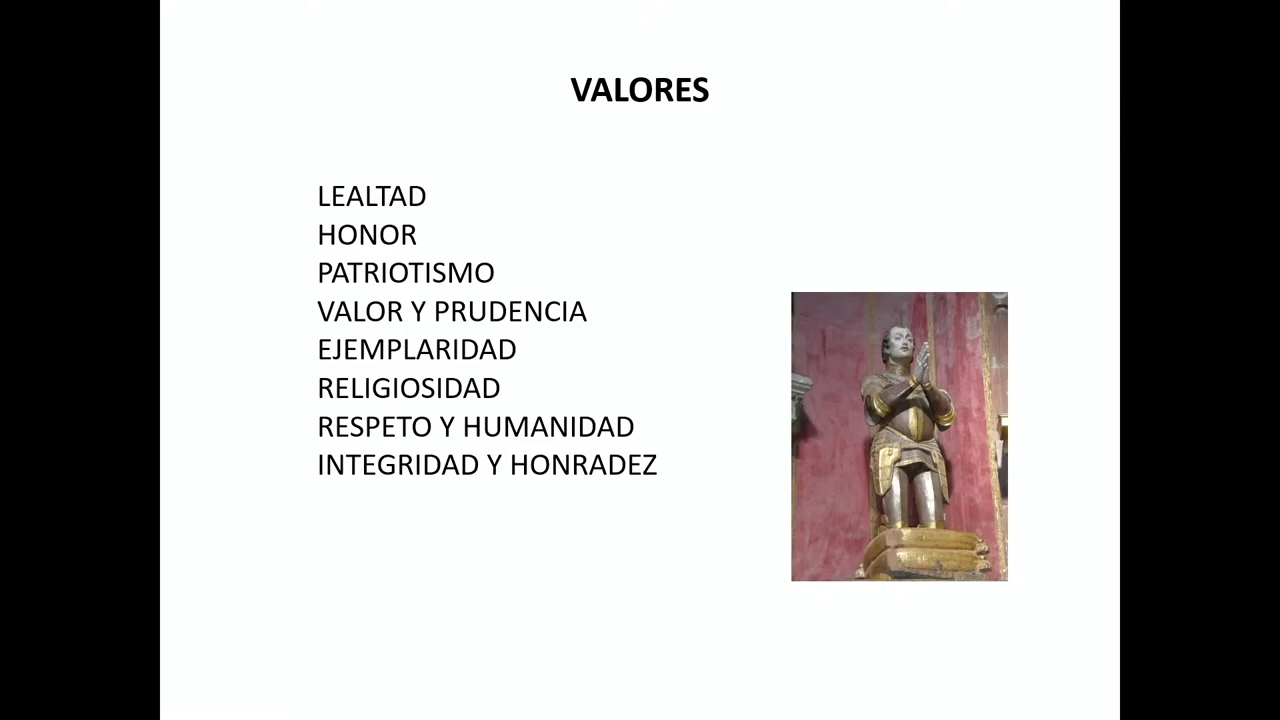 VALORES
LEALTAD
HONOR
PATRIOTISMO
VALOR Y PRUDENCIA
EJEMPLARIDAD
RELIGIOSIDAD
RESPETO Y HUMANIDAD
INTEGRIDAD Y HONRADEZ